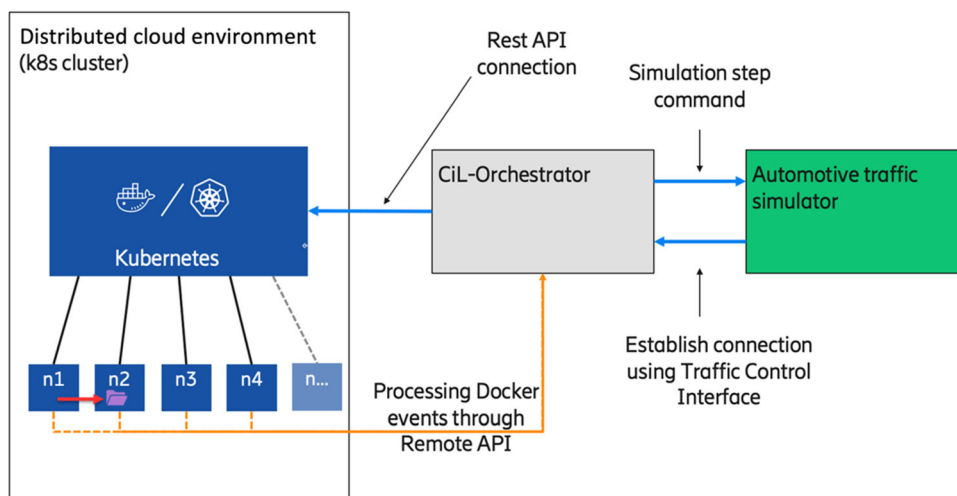 Distributed cloud environment
(k8s cluster)
Rest API
connection
Simulation step
command
CiL-Orchestrator
Automotive traffic
simulator
Kubernetes
n1
n2
n3
n4
n...
Processing Docker
events through
Remote API
Establish connection
using Traffic Control
Interface